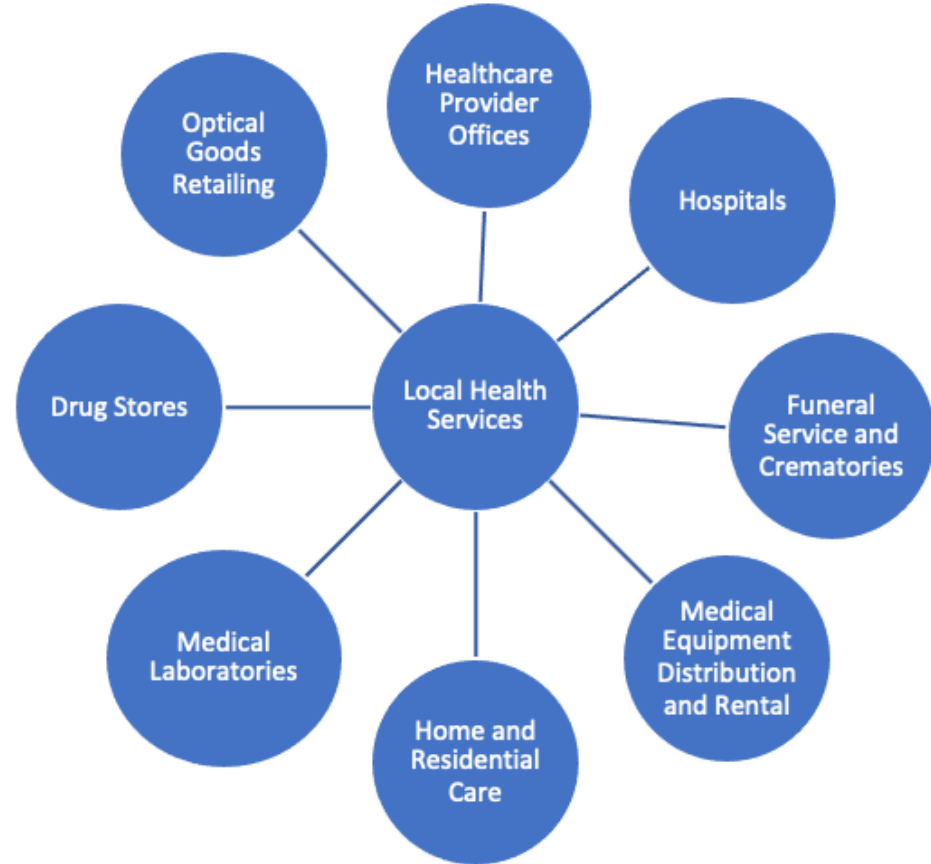 Healthcare
Provider
Offices
Optical
Goods
Retailing
Hospitals
Drug Stores
Local Health
Services
Funeral
Service and
Crematories
Medical
Laboratories
Medical
Equipment
Distribution
and Rental
Home and
Residential
Care